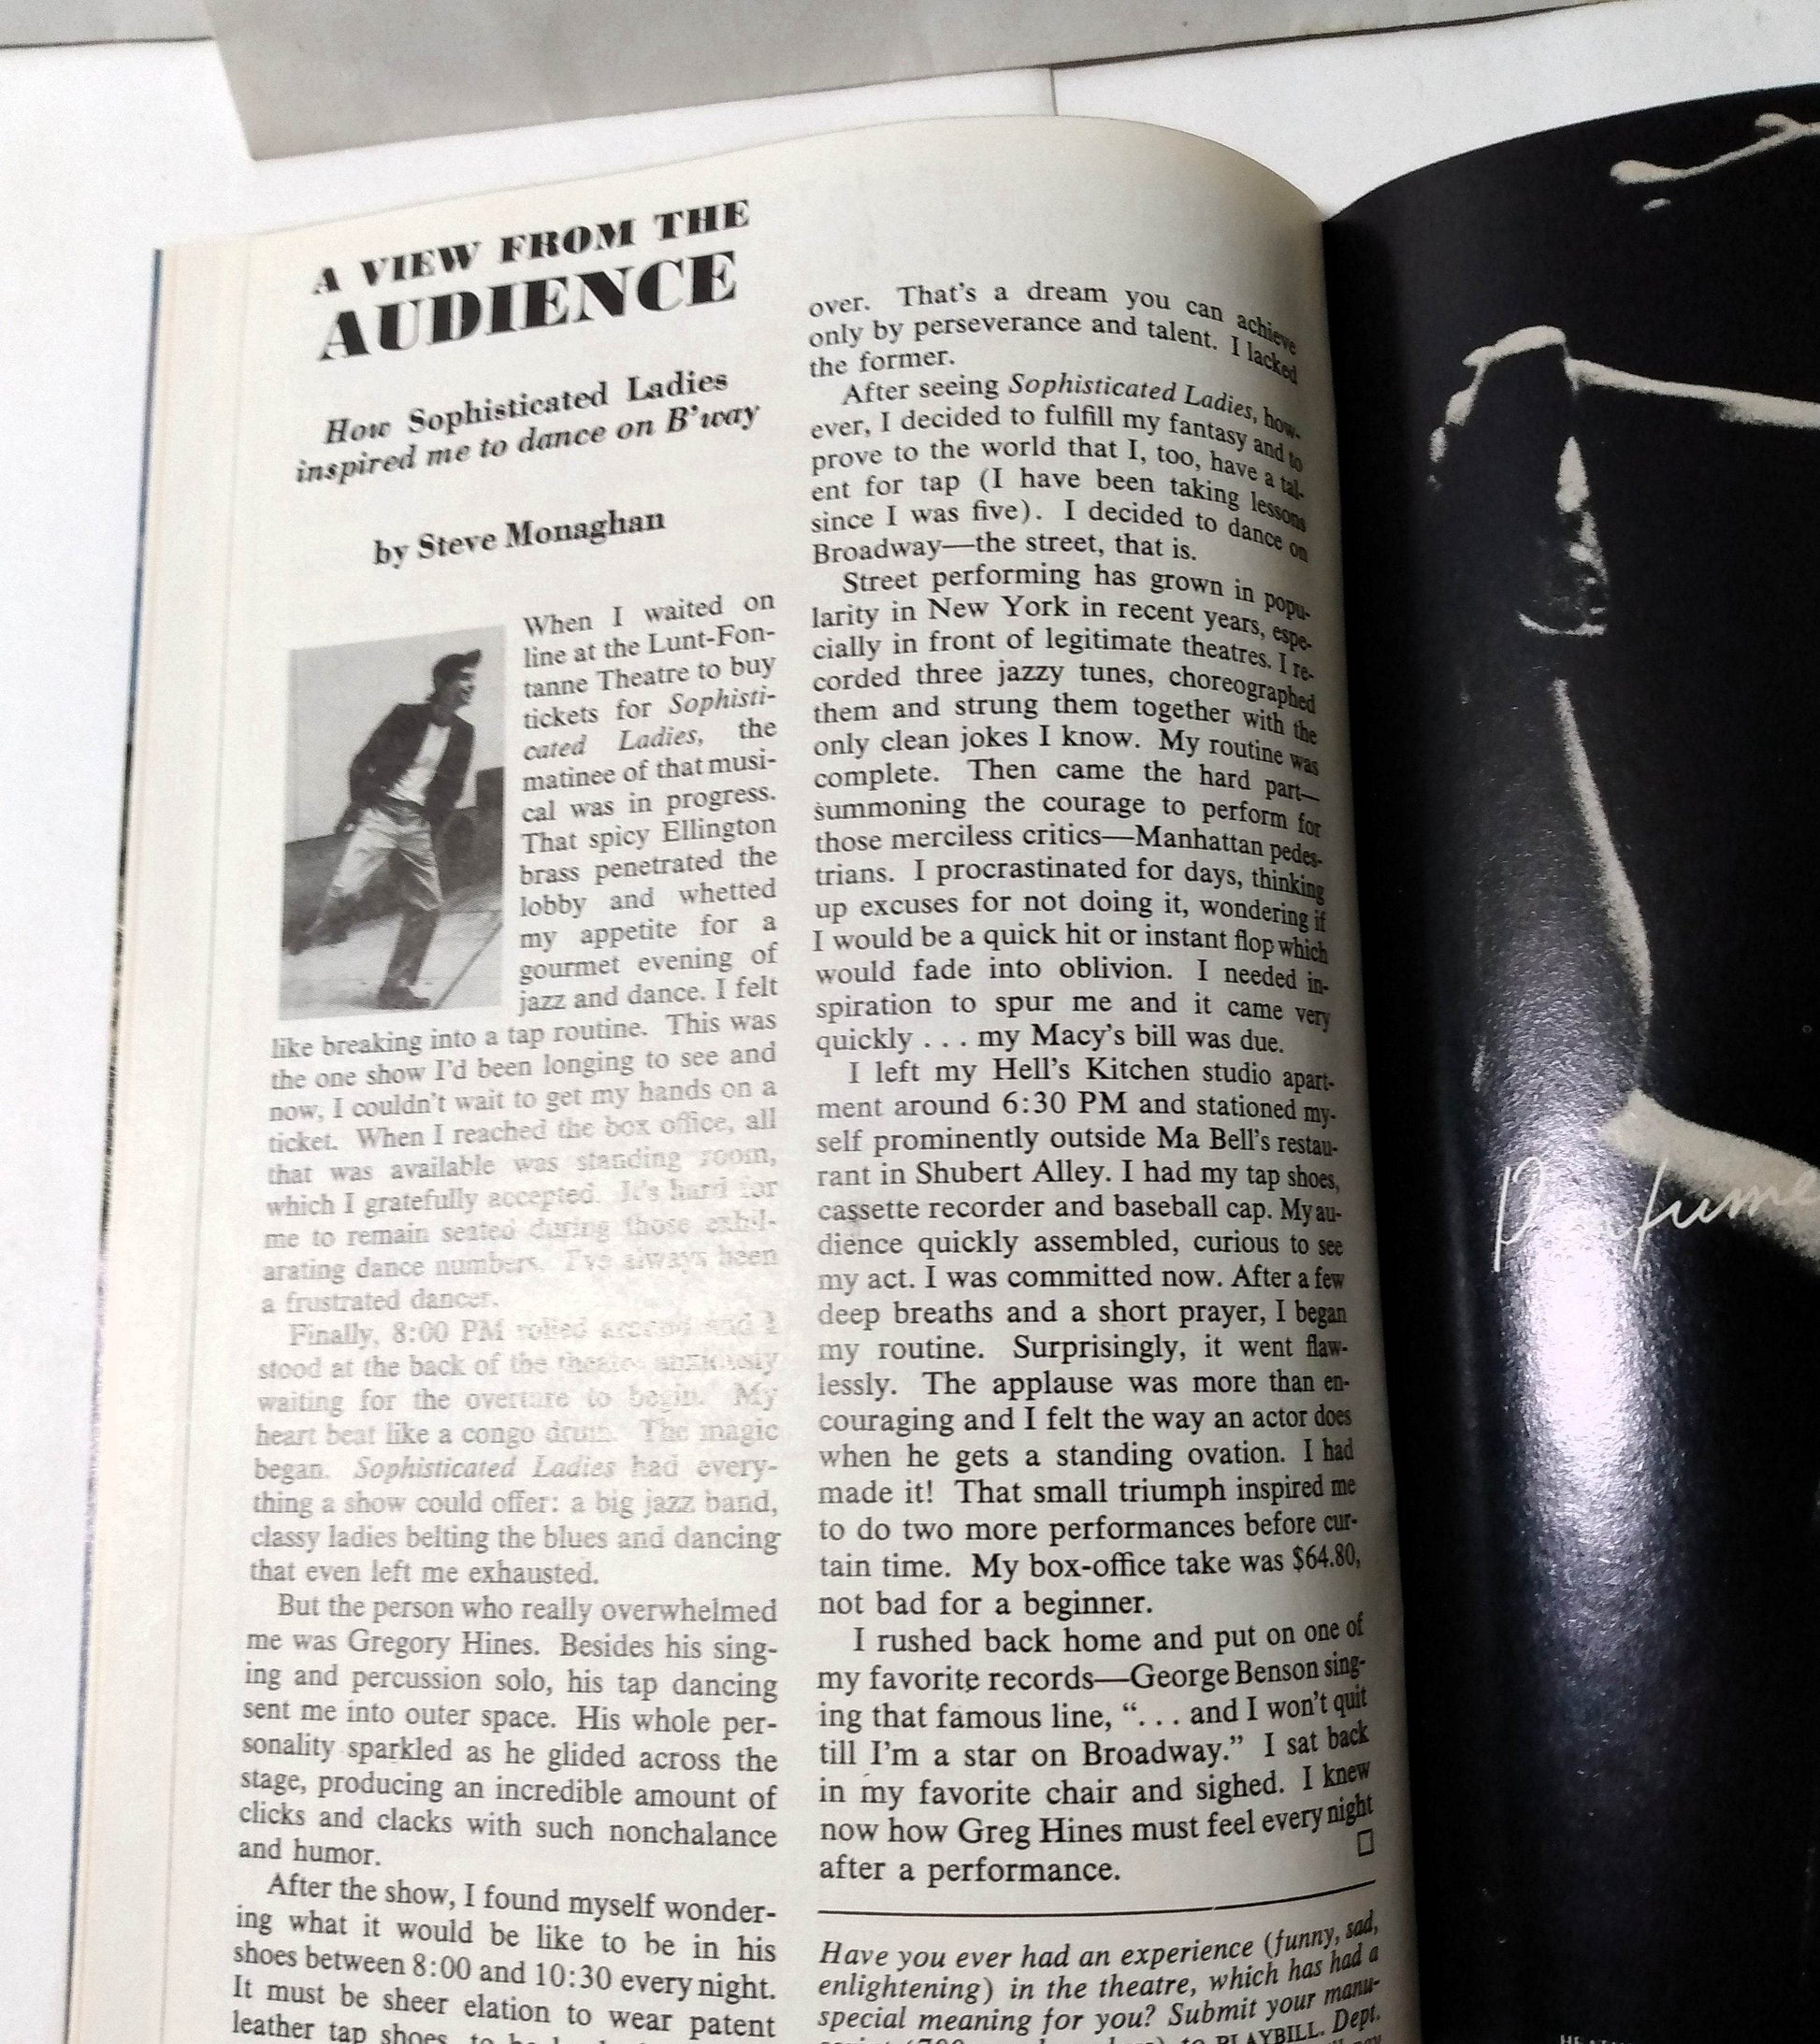 A VIEW FROM THE
AUDIENCE
How Sophisticated Ladies
inspired me to dance on B'way
by Steve Monaghan
When I waited on
line at the Lunt-Fon-
tanne Theatre to buy
tickets for Sophisti-
cated Ladies, the
matinee of that musi-
cal was in progress.
That spicy Ellington
brass penetrated the
lobby and whetted
my appetite for a
gourmet evening of
jazz and dance. I felt
like breaking into a tap routine. This was
the one show I'd been longing to see and
now, I couldn't wait to get my hands on a
ticket. When I reached the box office, all
that was available was standing room,
which I gratefully accepted. It's hard for
me to remain seated during those exhil-
arating dance numbers. I've always been
a frustrated dancer.
Finally, 8:00 PM rolled around and I
stood at the back of the theatre anxiously
waiting for the overture to begin. My
heart beat like a congo drum. The magic
began. Sophisticated Ladies had every-
thing a show could offer: a big jazz band,
classy ladies belting the blues and dancing
that even left me exhausted.
But the person who really overwhelmed
me was Gregory Hines. Besides his sing-
ing and percussion solo, his tap dancing
sent me into outer space. His whole per-
sonality sparkled as he glided across the
stage, producing an incredible amount of
clicks and clacks with such nonchalance
and humor.
After the show, I found myself wonder-
ing what it would be like to be in his
shoes between 8:00 and 10:30 every night.
It must be sheer elation to wear patent
leather tap shoes, to
over. That's a dream you can achieve
only by perseverance and talent. I lacked
the former.
After seeing Sophisticated Ladies, how-
ever, I decided to fulfill my fantasy and to
prove to the world that I, too, have a tal-
ent for tap (I have been taking lessons
since I was five). I decided to dance on
Broadway—the street, that is.
Street performing has grown in popu-
larity in New York in recent years, espe-
cially in front of legitimate theatres. I re-
corded three jazzy tunes, choreographed
them and strung them together with the
only clean jokes I know. My routine was
complete. Then came the hard part—
summoning the courage to perform for
those merciless critics—Manhattan pedes-
trians. I procrastinated for days, thinking
up excuses for not doing it, wondering if
I would be a quick hit or instant flop which
would fade into oblivion. I needed in-
spiration to spur me and it came very
quickly . . . my Macy's bill was due.
I left my Hell's Kitchen studio apart-
ment around 6:30 PM and stationed my-
self prominently outside Ma Bell's restau-
rant in Shubert Alley. I had my tap shoes,
cassette recorder and baseball cap. My au-
dience quickly assembled, curious to see
my act. I was committed now. After a few
deep breaths and a short prayer, I began
my routine. Surprisingly, it went flaw-
lessly. The applause was more than en-
couraging and I felt the way an actor does
when he gets a standing ovation. I had
made it! That small triumph inspired me
to do two more performances before cur-
tain time. My box-office take was $64.80,
not bad for a beginner.
I rushed back home and put on one of
my favorite records—George Benson sing-
ing that famous line, “. . . and I won't quit
till I'm a star on Broadway.” I sat back
in my favorite chair and sighed. I knew
now how Greg Hines must feel every night
after a performance.
Have you ever had an experience (funny, sad,
enlightening) in the theatre, which has had a
special meaning for you? Submit your manu-
to PLAYBILL. Dept.